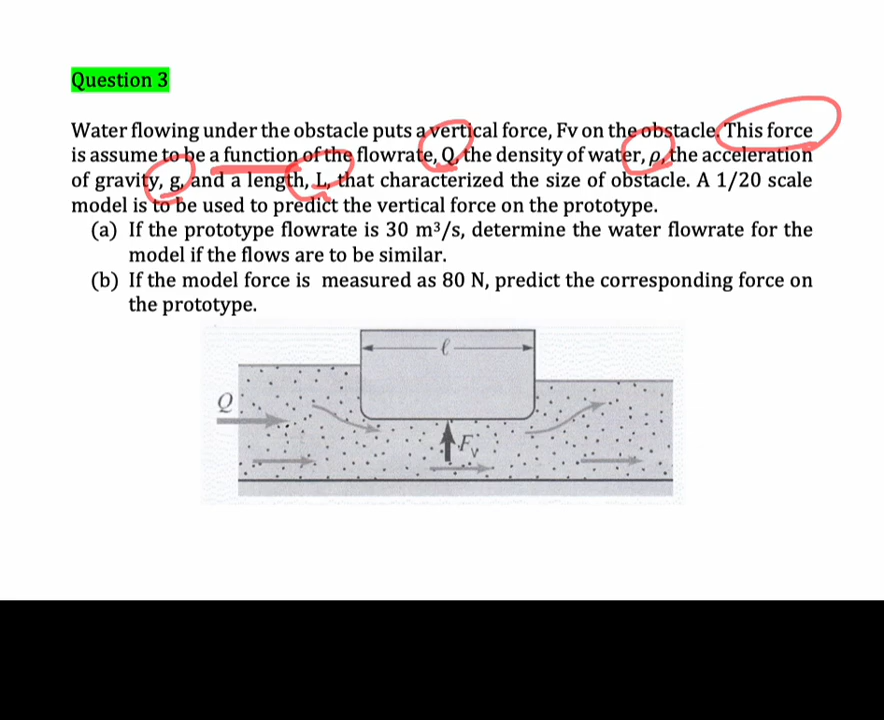 Question 3
Water flowing under the obstacle puts a vertical force, Fv on the obstacle. This force
is assume to be a function of the flowrate, Q, the density of water, ρ, the acceleration
of gravity, g, and a length, L, that characterized the size of obstacle. A 1/20 scale
model is to be used to predict the vertical force on the prototype.
(a) If the prototype flowrate is 30 m³/s, determine the water flowrate for the
model if the flows are to be similar.
(b) If the model force is measured as 80 N, predict the corresponding force on
the prototype.
ℓ
Q
Fv